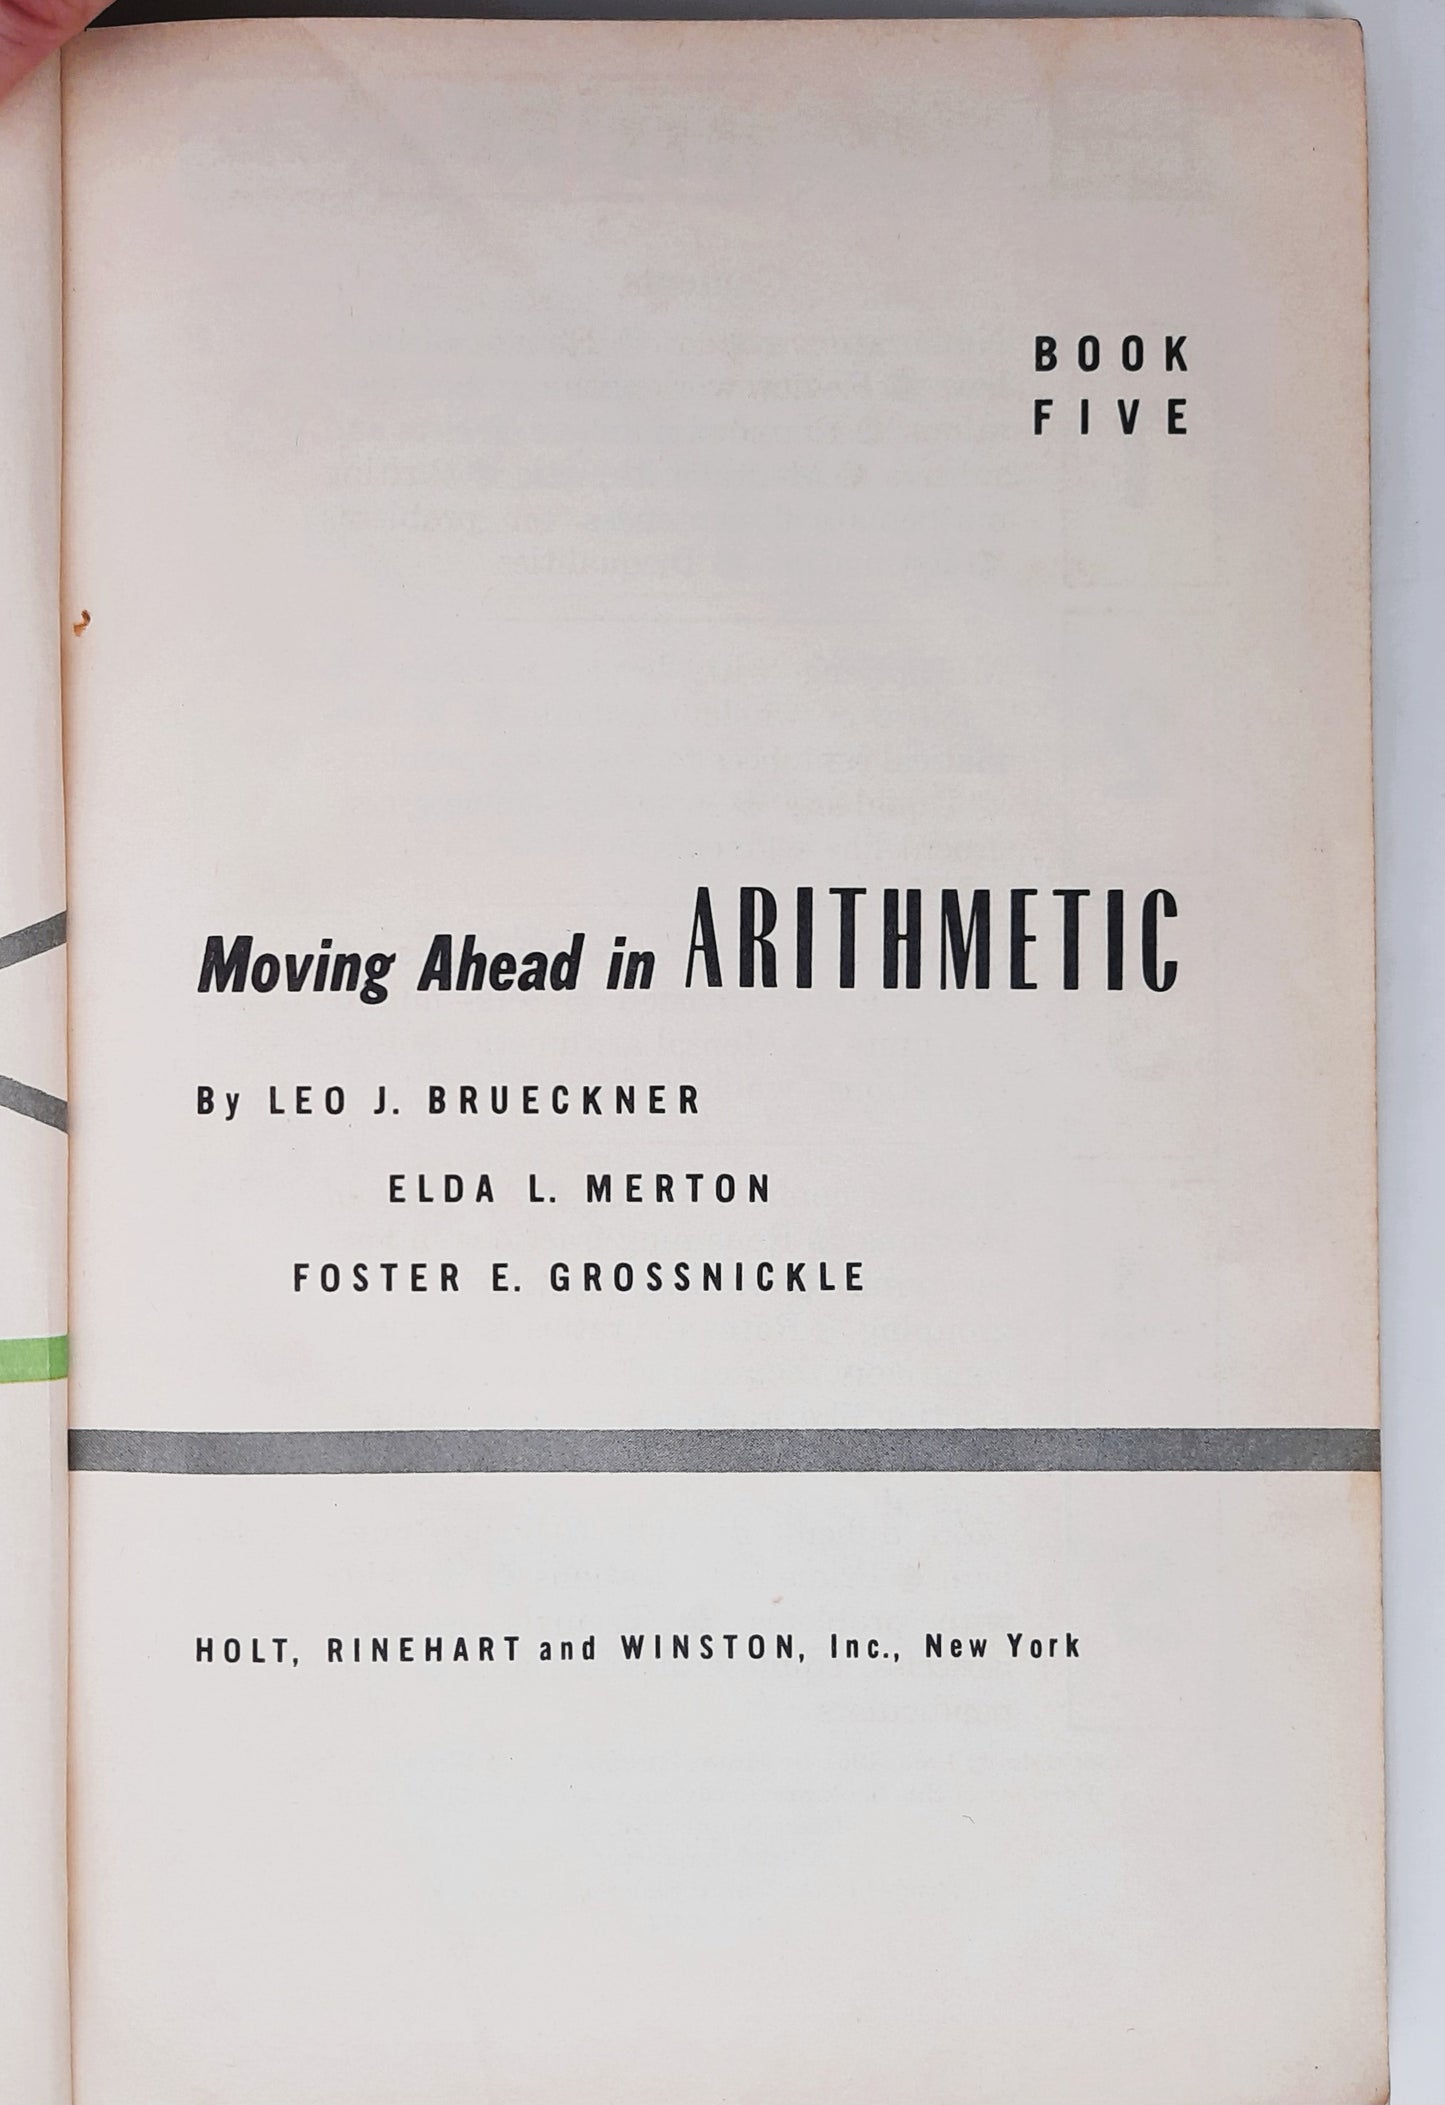 BOOK
FIVE
Moving Ahead in ARITHMETIC
By LEO J. BRUECKNER
ELDA L. MERTON
FOSTER E. GROSSNICKLE
HOLT, RINEHART and WINSTON, Inc., New York